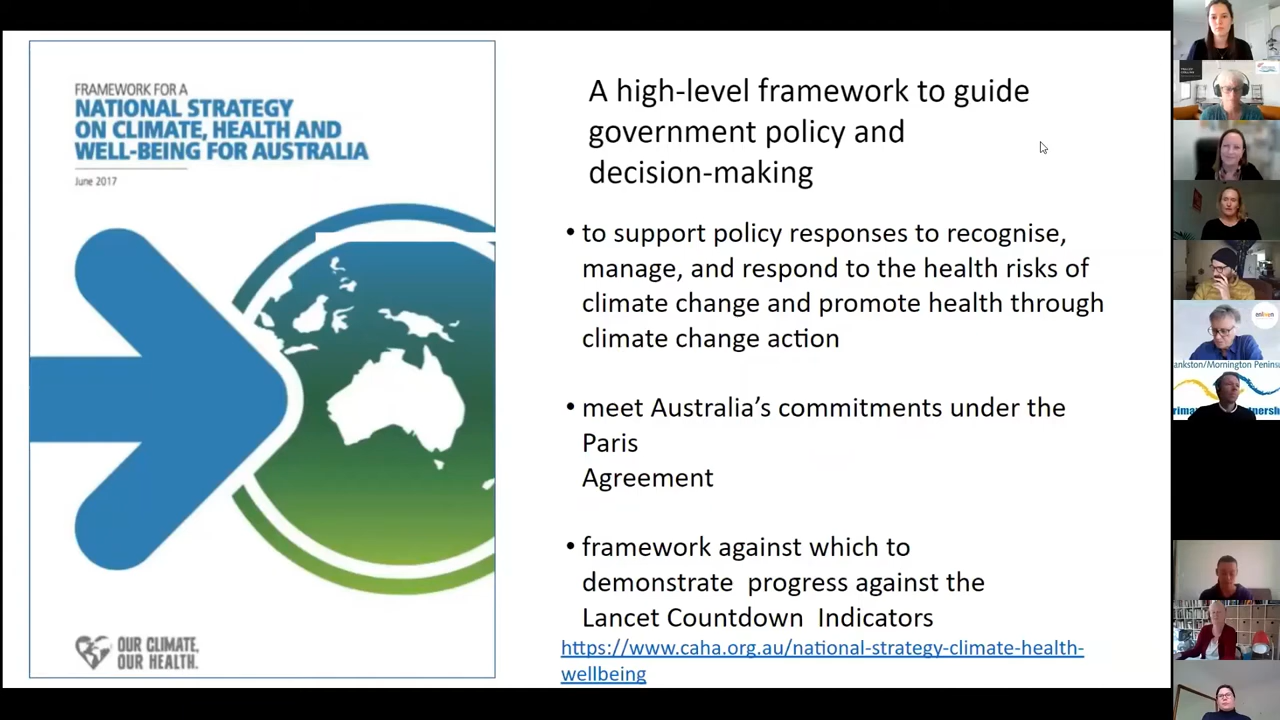 FRAMEWORK FOR A
NATIONAL STRATEGY
ON CLIMATE, HEALTH AND
WELL-BEING FOR AUSTRALIA
June 2017
OUR CLIMATE,
OUR HEALTH.
A high-level framework to guide
government policy and
decision-making
• to support policy responses to recognise,
manage, and respond to the health risks of
climate change and promote health through
climate change action
• meet Australia’s commitments under the
Paris
Agreement
• framework against which to
demonstrate  progress against the
Lancet Countdown  Indicators
https://www.caha.org.au/national-strategy-climate-health-
wellbeing